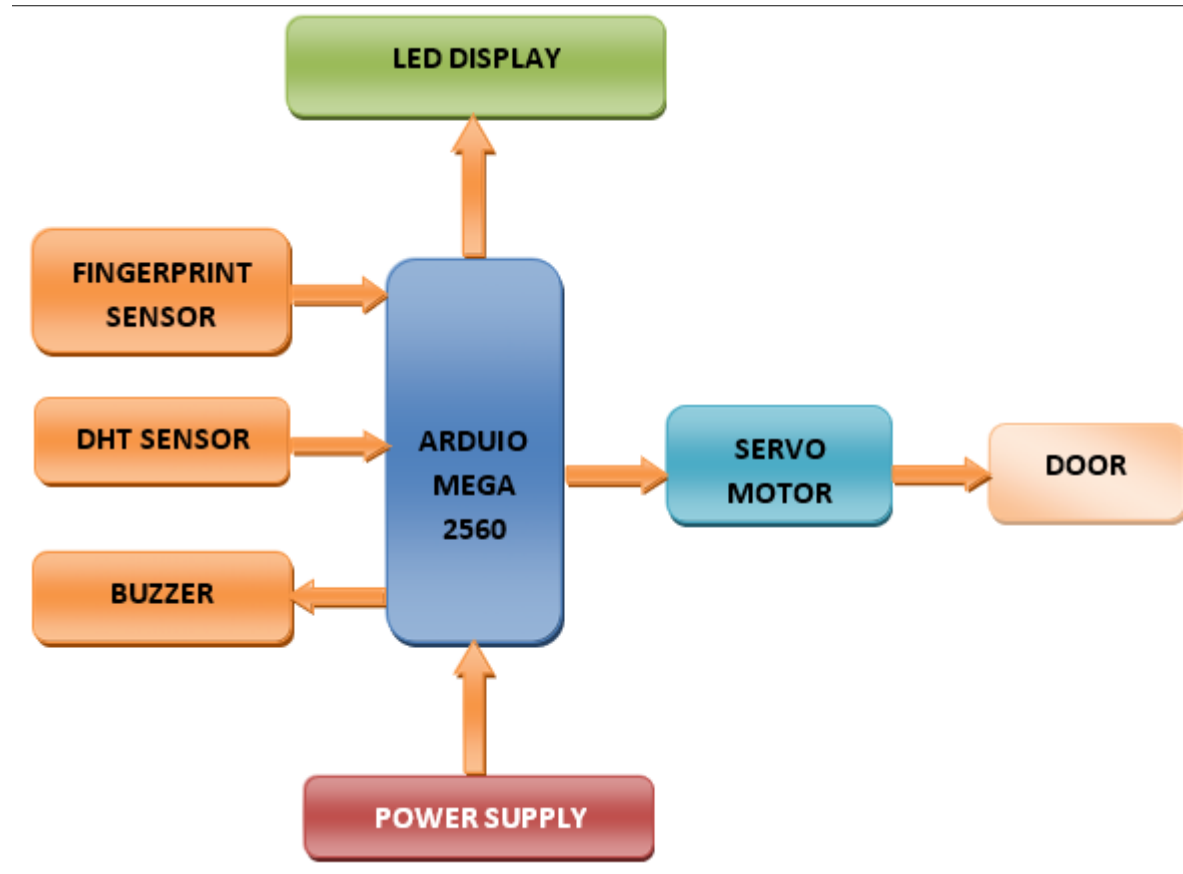 LED DISPLAY
FINGERPRINT
SENSOR
DHT SENSOR
BUZZER
ARDUIO
MEGA
2560
SERVO
MOTOR
DOOR
POWER SUPPLY